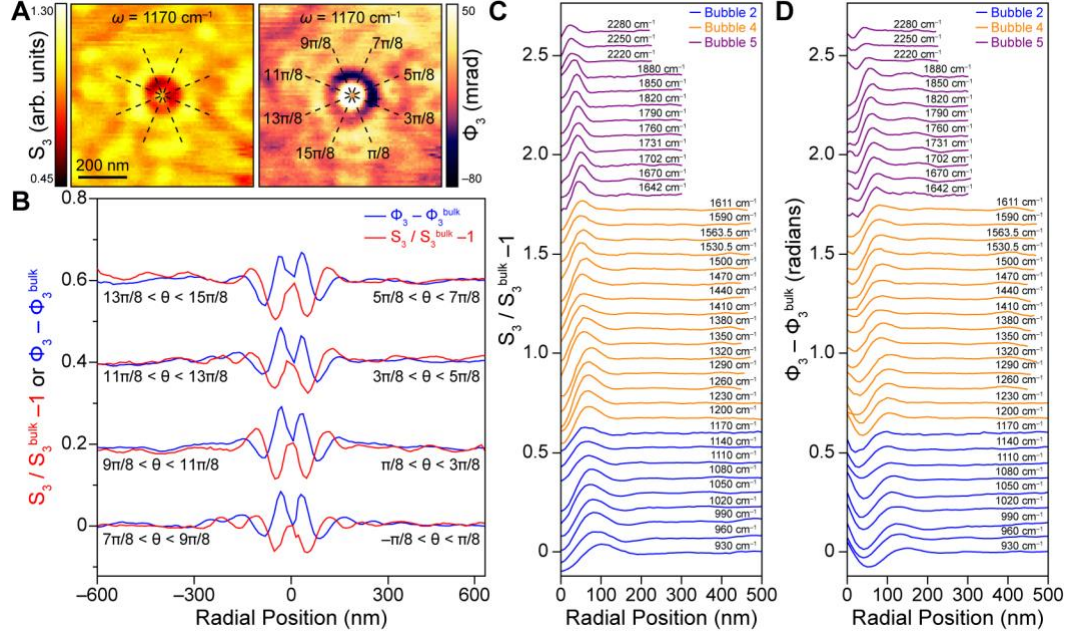 A
1.30
S₃ (arb. units)
0.45
ω = 1170 cm⁻¹
200 nm
ω = 1170 cm⁻¹
9π/8
7π/8
11π/8
5π/8
13π/8
3π/8
15π/8
π/8
50
Φ₃ (mrad)
−80
B
S₃ / S₃ᵇᵘˡᵏ −1 or Φ₃ − Φ₃ᵇᵘˡᵏ
0.8
0.6
0.4
0.2
0
Φ₃ − Φ₃ᵇᵘˡᵏ
S₃ / S₃ᵇᵘˡᵏ −1
13π/8 < θ < 15π/8
5π/8 < θ < 7π/8
11π/8 < θ < 13π/8
3π/8 < θ < 5π/8
9π/8 < θ < 11π/8
π/8 < θ < 3π/8
7π/8 < θ < 9π/8
−π/8 < θ < π/8
−600
−300
0
300
600
Radial Position (nm)
C
S₃ / S₃ᵇᵘˡᵏ −1
2.5
2.0
1.5
1.0
0.5
0
Bubble 2
Bubble 4
Bubble 5
2280 cm⁻¹
2250 cm⁻¹
2220 cm⁻¹
1880 cm⁻¹
1850 cm⁻¹
1820 cm⁻¹
1790 cm⁻¹
1760 cm⁻¹
1731 cm⁻¹
1702 cm⁻¹
1670 cm⁻¹
1642 cm⁻¹
1611 cm⁻¹
1590 cm⁻¹
1563.5 cm⁻¹
1530.5 cm⁻¹
1500 cm⁻¹
1470 cm⁻¹
1440 cm⁻¹
1410 cm⁻¹
1380 cm⁻¹
1350 cm⁻¹
1320 cm⁻¹
1290 cm⁻¹
1260 cm⁻¹
1230 cm⁻¹
1200 cm⁻¹
1170 cm⁻¹
1140 cm⁻¹
1110 cm⁻¹
1080 cm⁻¹
1050 cm⁻¹
1020 cm⁻¹
990 cm⁻¹
960 cm⁻¹
930 cm⁻¹
0
100
200
300
400
500
Radial Position (nm)
D
Φ₃ − Φ₃ᵇᵘˡᵏ (radians)
2.5
2.0
1.5
1.0
0.5
0
Bubble 2
Bubble 4
Bubble 5
2280 cm⁻¹
2250 cm⁻¹
2220 cm⁻¹
1880 cm⁻¹
1850 cm⁻¹
1820 cm⁻¹
1790 cm⁻¹
1760 cm⁻¹
1731 cm⁻¹
1702 cm⁻¹
1670 cm⁻¹
1642 cm⁻¹
1611 cm⁻¹
1590 cm⁻¹
1563.5 cm⁻¹
1530.5 cm⁻¹
1500 cm⁻¹
1470 cm⁻¹
1440 cm⁻¹
1410 cm⁻¹
1380 cm⁻¹
1350 cm⁻¹
1320 cm⁻¹
1290 cm⁻¹
1260 cm⁻¹
1230 cm⁻¹
1200 cm⁻¹
1170 cm⁻¹
1140 cm⁻¹
1110 cm⁻¹
1080 cm⁻¹
1050 cm⁻¹
1020 cm⁻¹
990 cm⁻¹
960 cm⁻¹
930 cm⁻¹
0
100
200
300
400
500
Radial Position (nm)